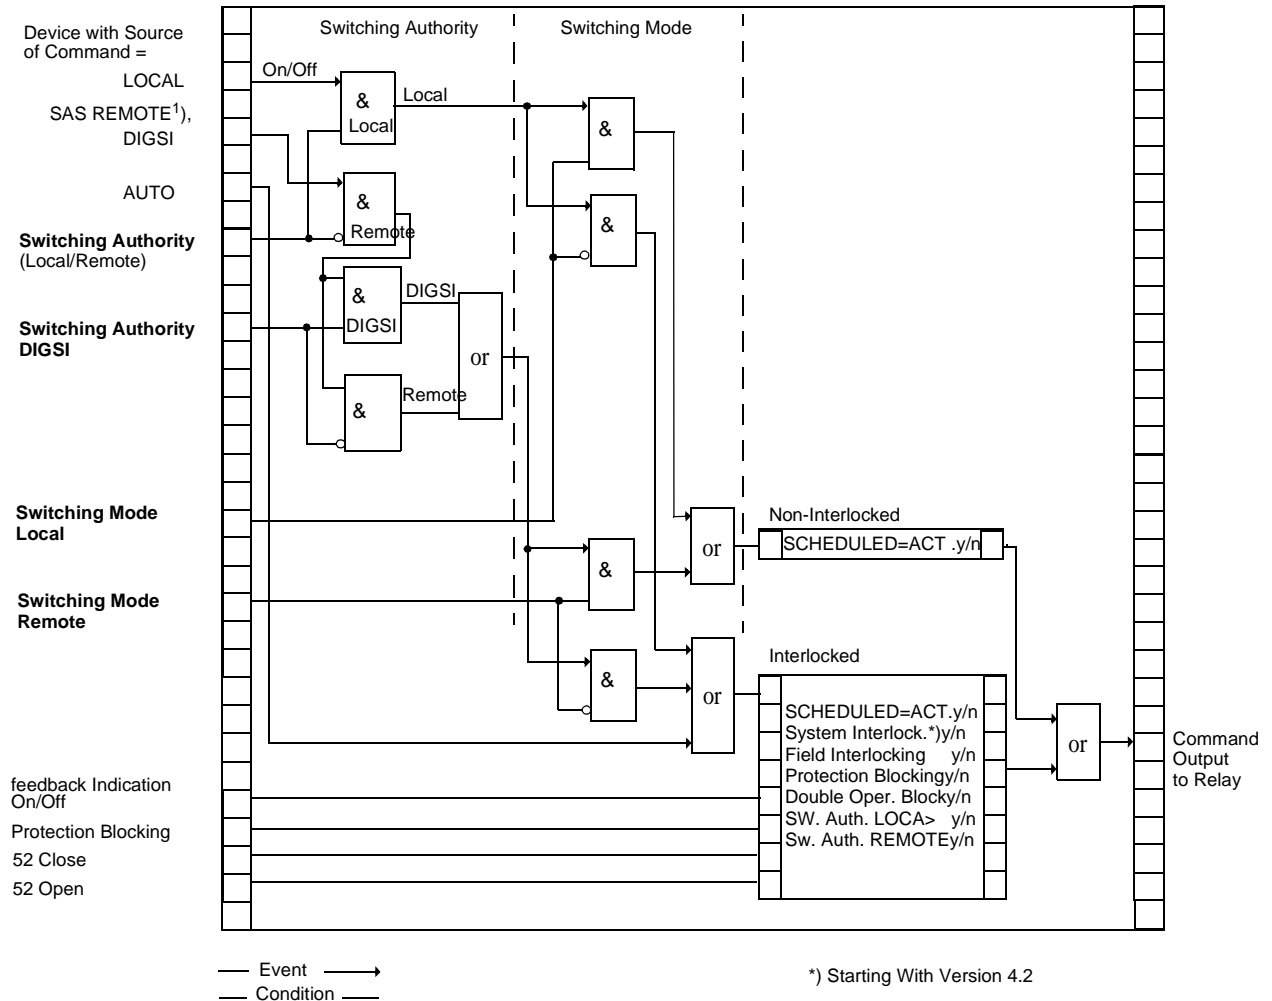 Switching Authority
Switching Mode
Device with Source
of Command =
On/Off
LOCAL
&
Local
Local
SAS REMOTE1),
DIGSI
&
AUTO
&
Remote
&
Switching Authority
(Local/Remote)
&
DIGSI
DIGSI
Switching Authority
DIGSI
or
&
Remote
Switching Mode
Local
Non-Interlocked
SCHEDULED=ACT .y/n
or
&
Switching Mode
Remote
Interlocked
&
or
SCHEDULED=ACT.y/n
System Interlock.*)y/n
Field Interlocking y/n
Protection Blockingy/n
Double Oper. Blocky/n
SW. Auth. LOCA> y/n
Sw. Auth. REMOTEy/n
or
Command
Output
to Relay
feedback Indication
On/Off
Protection Blocking
52 Close
52 Open
Event
Condition
*) Starting With Version 4.2